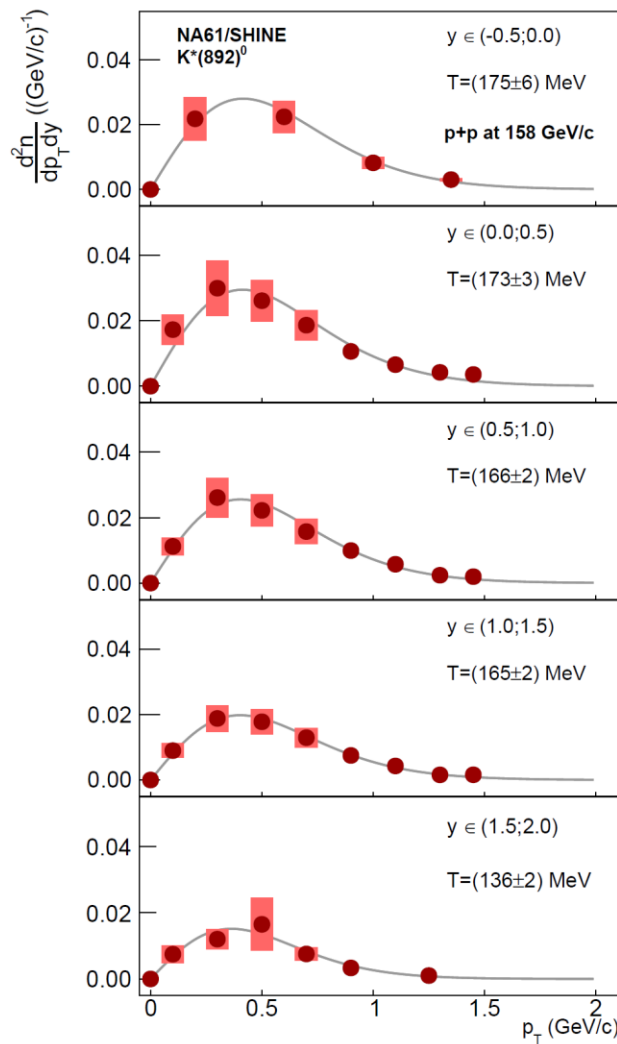 NA61/SHINE
K*(892)⁰
y ∈ (-0.5;0.0)
T=(175±6) MeV
p+p at 158 GeV/c
d²n
dp_T dy
((GeV/c)⁻¹)
0.04
0.02
0.00
y ∈ (0.0;0.5)
T=(173±3) MeV
0.04
0.02
0.00
y ∈ (0.5;1.0)
T=(166±2) MeV
0.04
0.02
0.00
y ∈ (1.0;1.5)
T=(165±2) MeV
0.04
0.02
0.00
y ∈ (1.5;2.0)
T=(136±2) MeV
0.04
0.02
0.00
0 0.5 1 1.5 2
p_T (GeV/c)